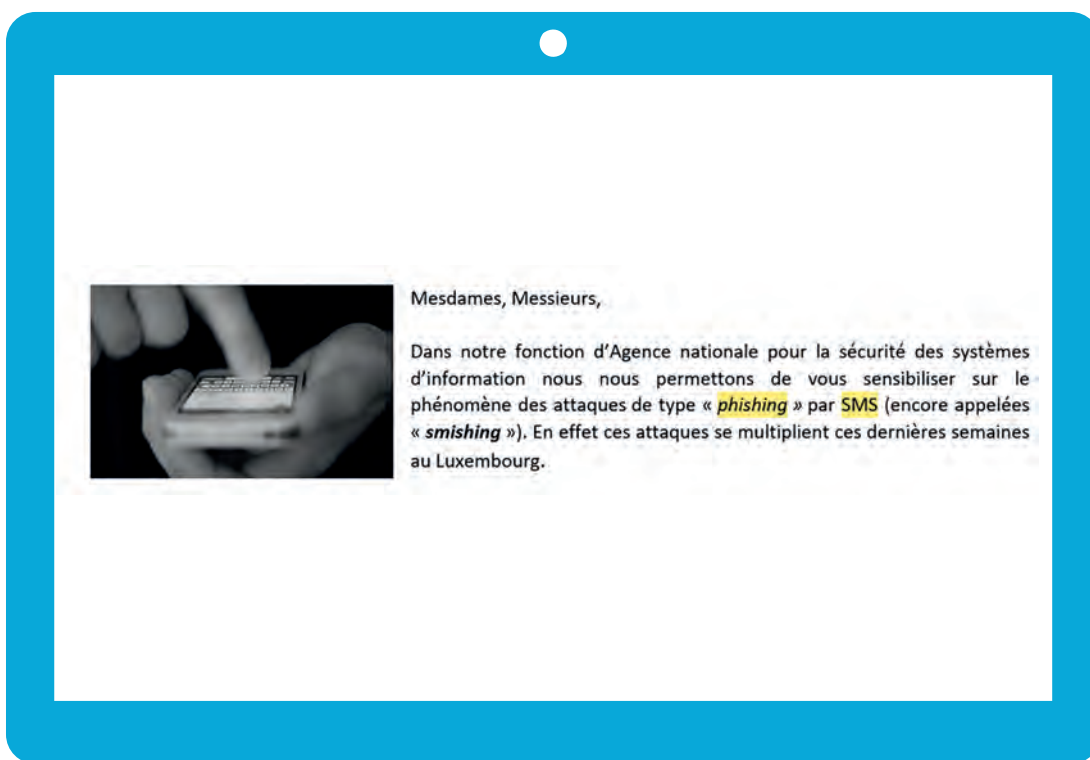 Mesdames, Messieurs,
Dans notre fonction d'Agence nationale pour la sécurité des systèmes
d'information nous nous permettons de vous sensibiliser sur le
phénomène des attaques de type « phishing » par SMS (encore appelées
« smishing »). En effet ces attaques se multiplient ces dernières semaines
au Luxembourg.